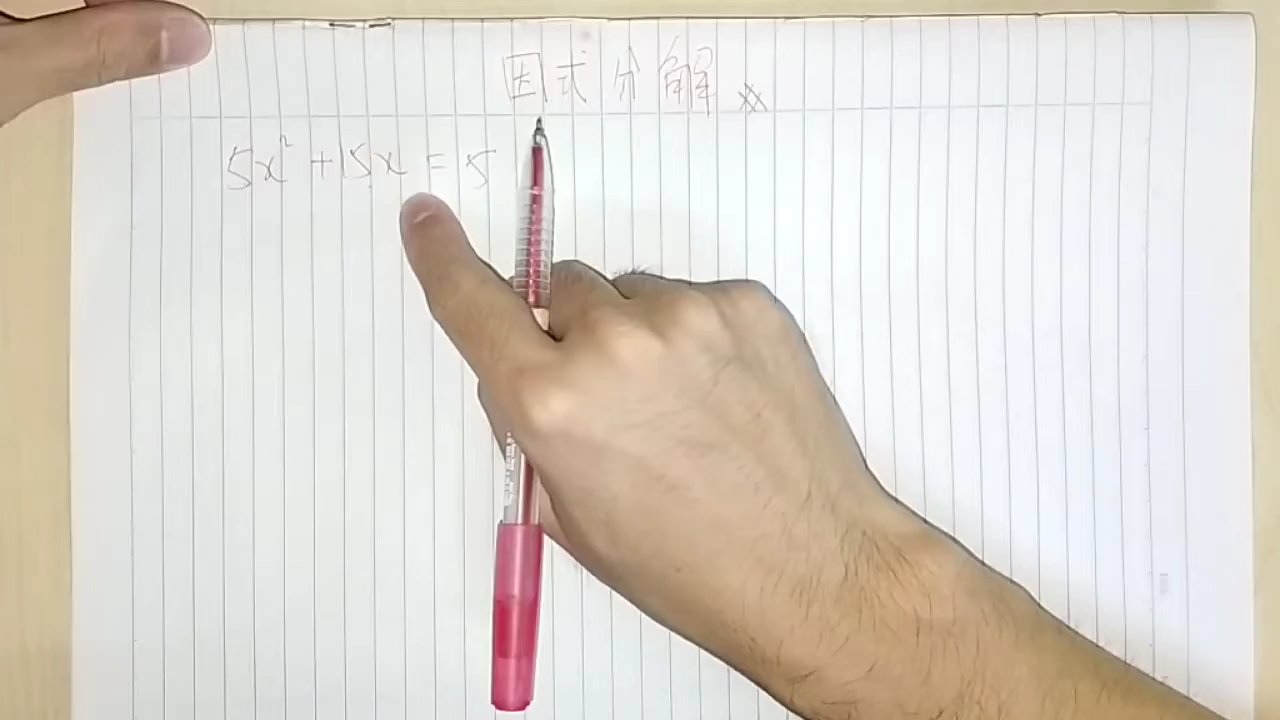 因式分解
5x² + 15x = 5